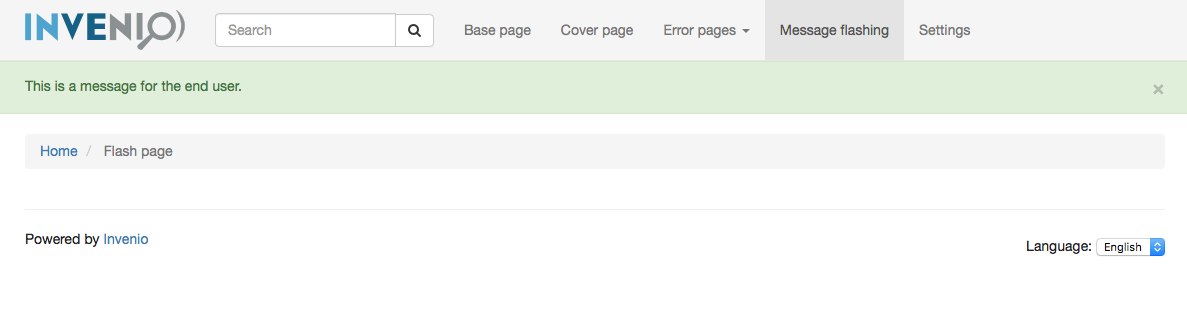 INVENIO Search Base page Cover page Error pages Message flashing Settings
This is a message for the end user. ×
Home / Flash page
Powered by Invenio
Language: English